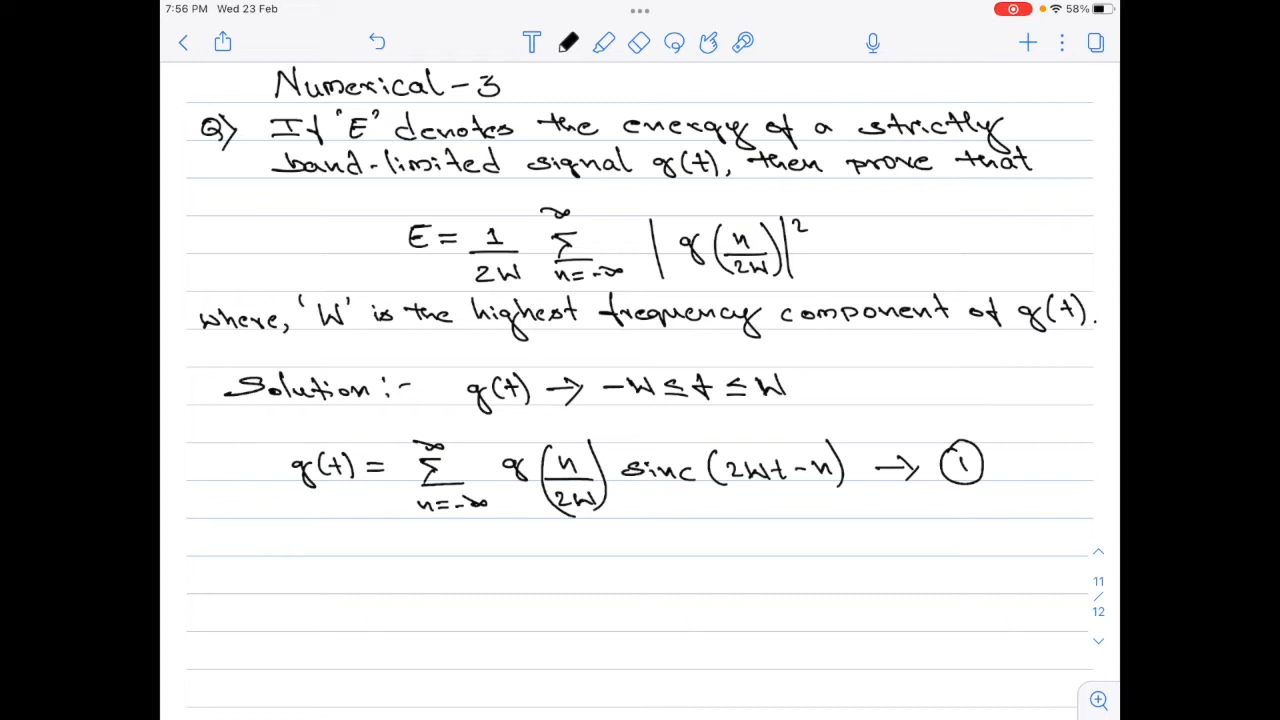 7:56 PM Wed 23 Feb
58%
Numerical - 3
Q) If "E" denotes the energy of a strictly
band-limited signal g(t), then prove that
E = 1/2W ∑_{n=-∞}^{∞} | g(n/2W) |²
where, 'W' is the highest frequency component of g(t).
Solution :- g(t) → -W ≤ f ≤ W
g(t) = ∑_{n=-∞}^{∞} g(n/2W) sinc (2Wt - n) → ①
11
/
12